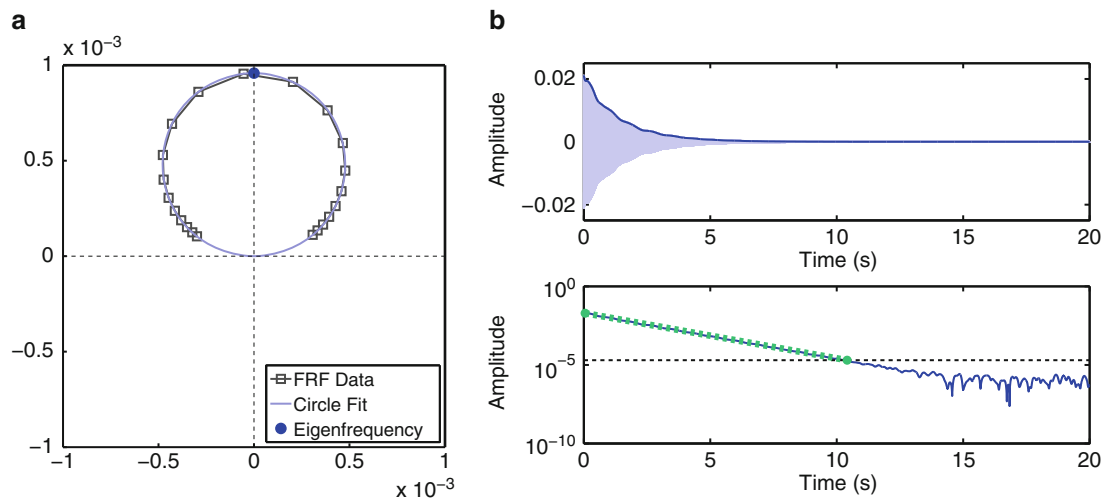 a
x 10⁻³
1
0.5
0
−0.5
−1
−1
−0.5
0
0.5
1
x 10⁻³
FRF Data
Circle Fit
Eigenfrequency
b
Amplitude
0.02
0
−0.02
0
5
10
15
20
Time (s)
Amplitude
10⁰
10⁻⁵
10⁻¹⁰
0
5
10
15
20
Time (s)